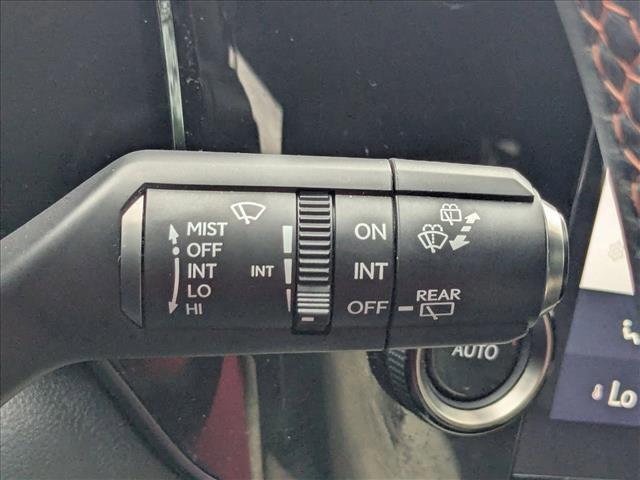 MIST
OFF
INT
LO
HI
INT
ON
INT
OFF
REAR
AUTO
Lo